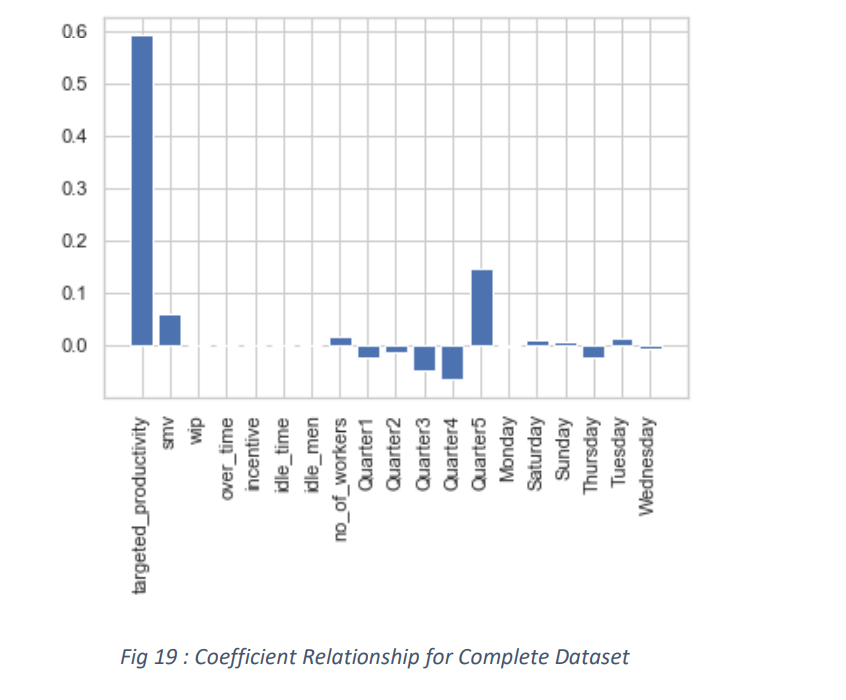 0.6
0.5
0.4
0.3
0.2
0.1
0.0
targeted_productivity
smv
wip
over_time
incentive
idle_time
idle_men
no_of_workers
Quarter1
Quarter2
Quarter3
Quarter4
Quarter5
Monday
Saturday
Sunday
Thursday
Tuesday
Wednesday
Fig 19 : Coefficient Relationship for Complete Dataset